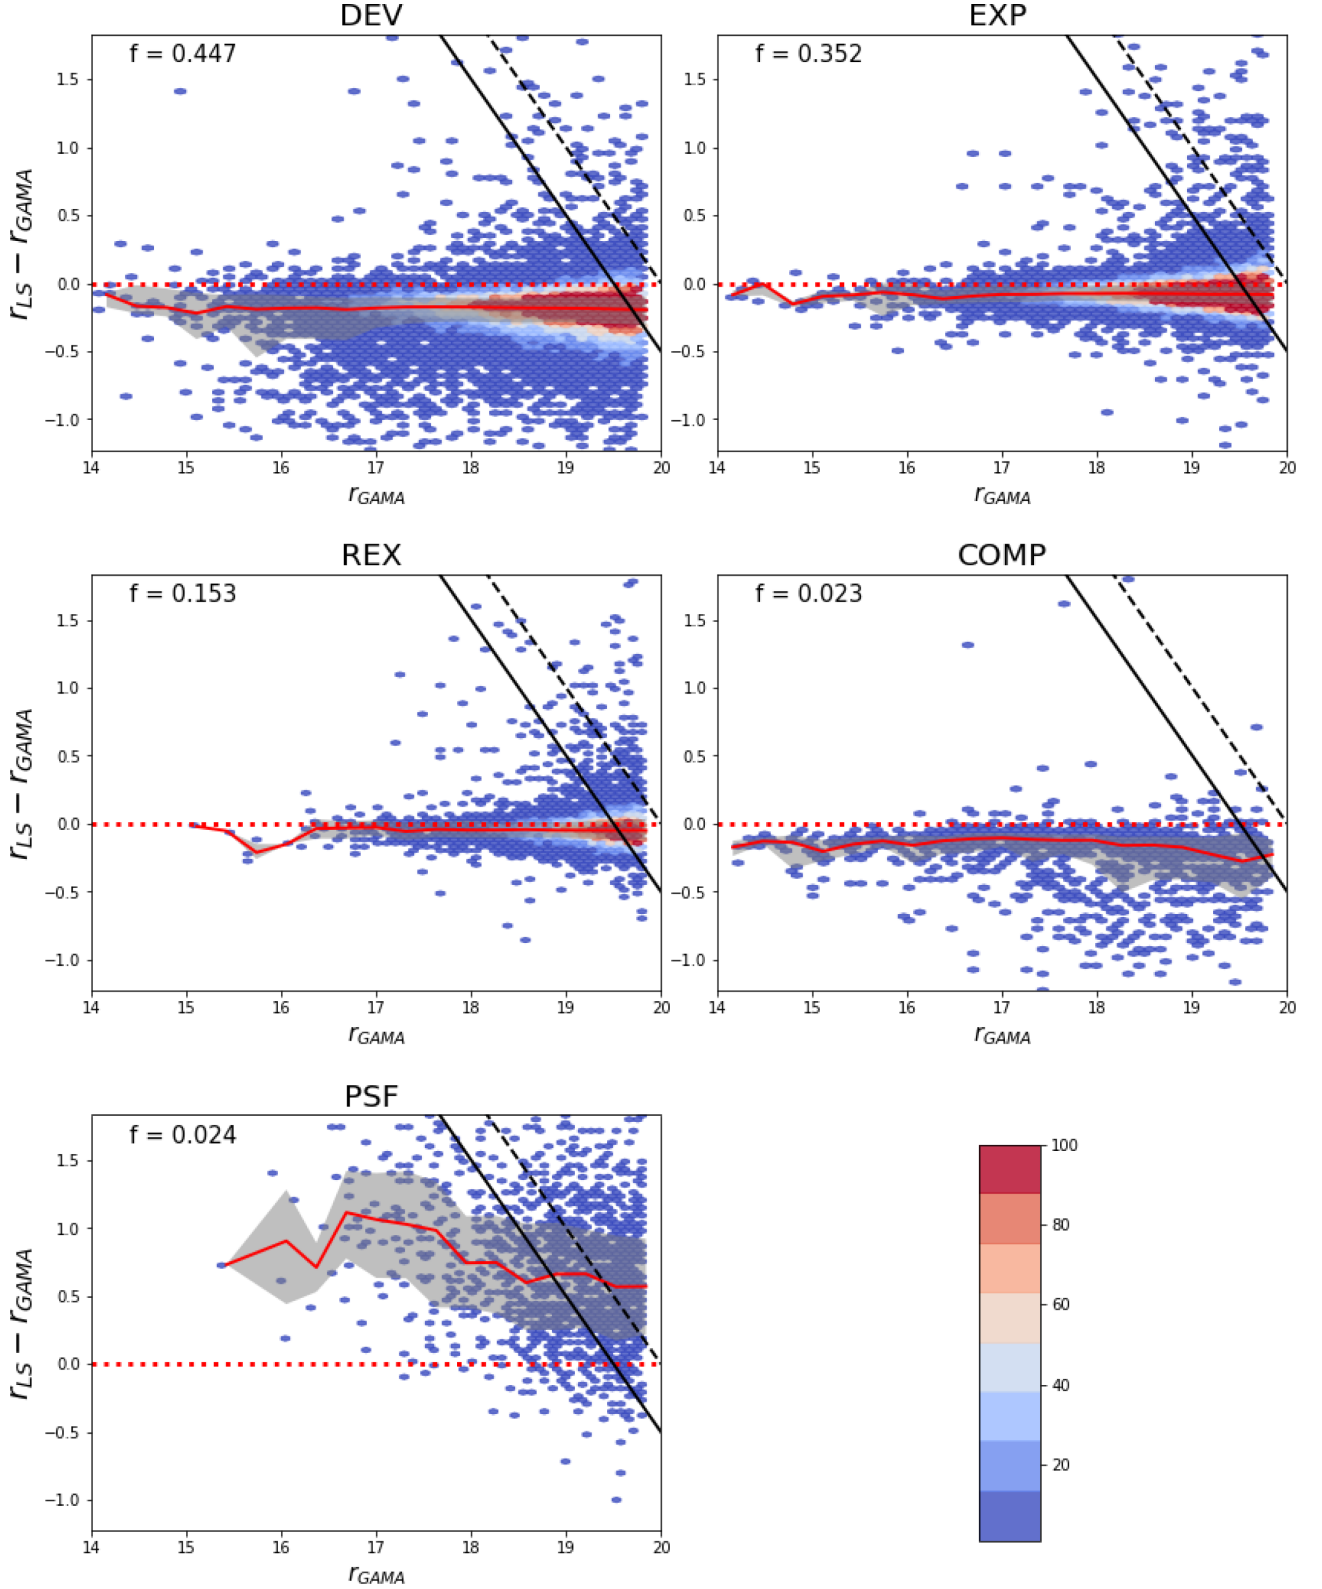 DEV
f = 0.447
1.5
1.0
0.5
0.0
−0.5
−1.0
r_LS − r_GAMA
14 15 16 17 18 19 20
r_GAMA
EXP
f = 0.352
1.5
1.0
0.5
0.0
−0.5
−1.0
14 15 16 17 18 19 20
r_GAMA
REX
f = 0.153
1.5
1.0
0.5
0.0
−0.5
−1.0
r_LS − r_GAMA
14 15 16 17 18 19 20
r_GAMA
COMP
f = 0.023
1.5
1.0
0.5
0.0
−0.5
−1.0
14 15 16 17 18 19 20
r_GAMA
PSF
f = 0.024
1.5
1.0
0.5
0.0
−0.5
−1.0
r_LS − r_GAMA
14 15 16 17 18 19 20
r_GAMA
100
80
60
40
20